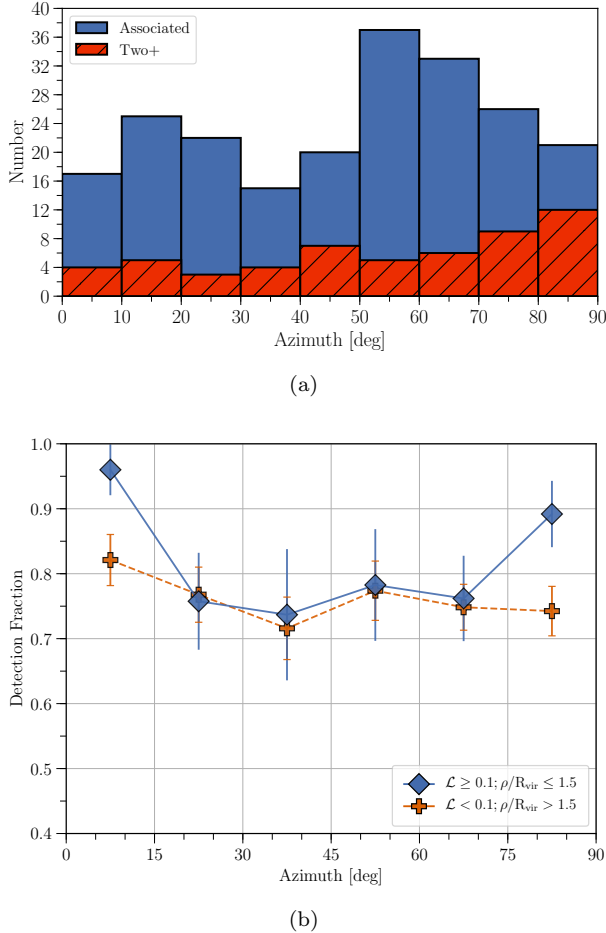 40
36
32
28
24
20
16
12
8
4
0
Number
Associated
Two+
0 10 20 30 40 50 60 70 80 90
Azimuth [deg]
(a)
1.0
0.9
0.8
0.7
0.6
0.5
0.4
Detection Fraction
ℒ ≥ 0.1; ρ/R_vir ≤ 1.5
ℒ < 0.1; ρ/R_vir > 1.5
0 15 30 45 60 75 90
Azimuth [deg]
(b)